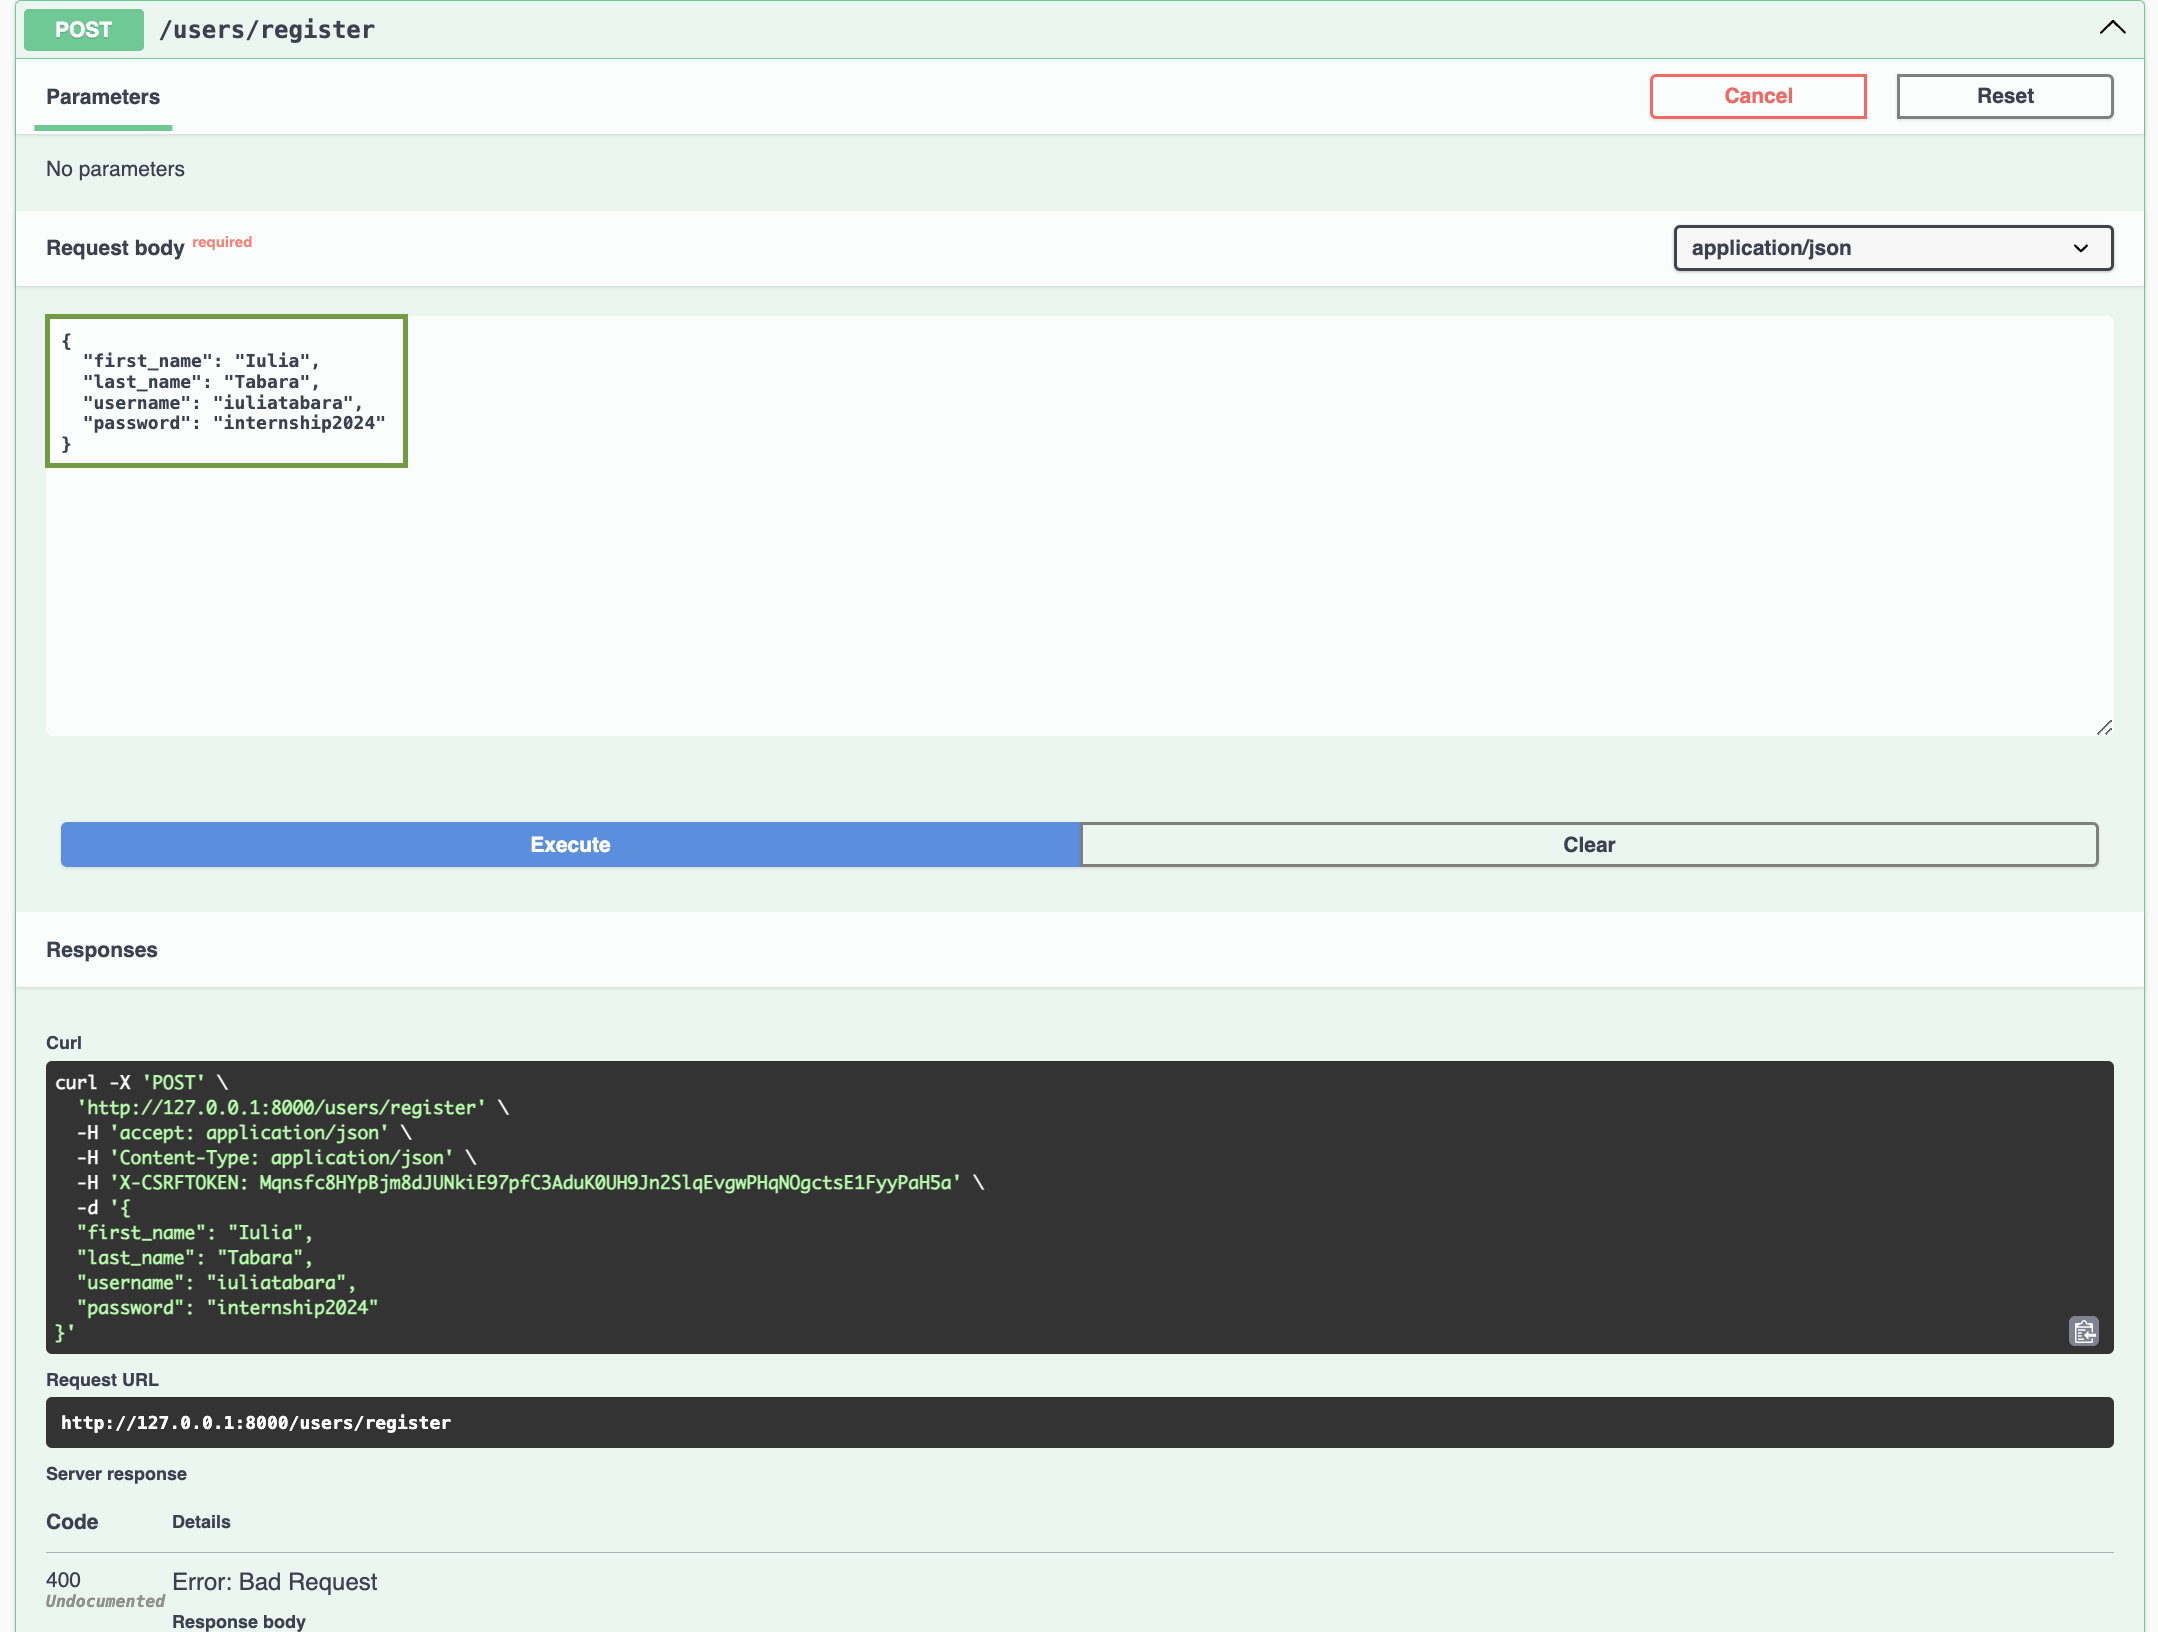 POST /users/register
Parameters
Cancel
Reset
No parameters
Request body required
application/json
{
  "first_name": "Iulia",
  "last_name": "Tabara",
  "username": "iuliatabara",
  "password": "internship2024"
}
Execute
Clear
Responses
Curl
curl -X 'POST' \
  'http://127.0.0.1:8000/users/register' \
  -H 'accept: application/json' \
  -H 'Content-Type: application/json' \
  -H 'X-CSRFTOKEN: Mqnsfc8HYpBjm8dJUNkiE97pfC3AduK0UH9Jn2SlqEvgwPHqNOgctsE1FyyPaH5a' \
  -d '{
  "first_name": "Iulia",
  "last_name": "Tabara",
  "username": "iuliatabara",
  "password": "internship2024"
}'
Request URL
http://127.0.0.1:8000/users/register
Server response
Code Details
400 Error: Bad Request
Undocumented
Response body